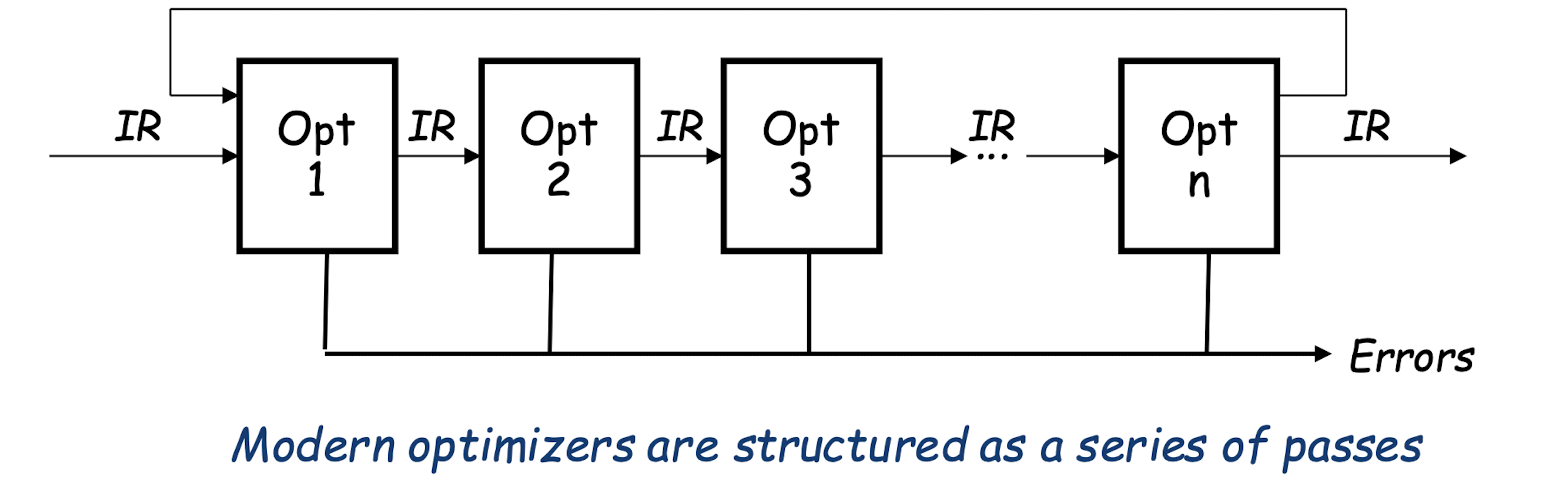 IR
Opt
1
IR
Opt
2
IR
Opt
3
IR
...
Opt
n
IR
Errors
Modern optimizers are structured as a series of passes